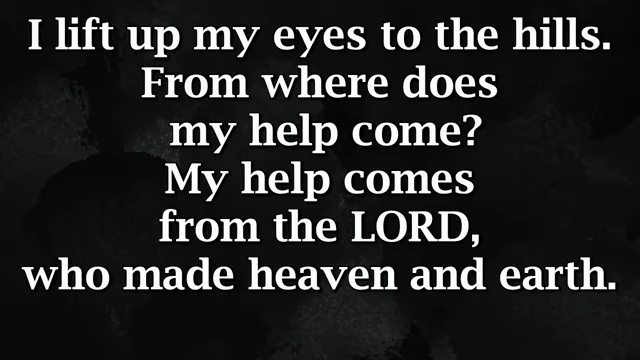 I lift up my eyes to the hills.
From where does
my help come?
My help comes
from the LORD,
who made heaven and earth.